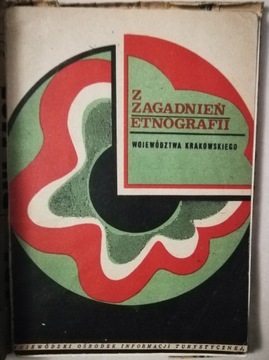 Z
ZAGADNIEŃ
ETNOGRAFII
WOJEWÓDZTWA KRAKOWSKIEGO
WOJEWÓDZKI OŚRODEK INFORMACJI TURYSTYCZNEJ